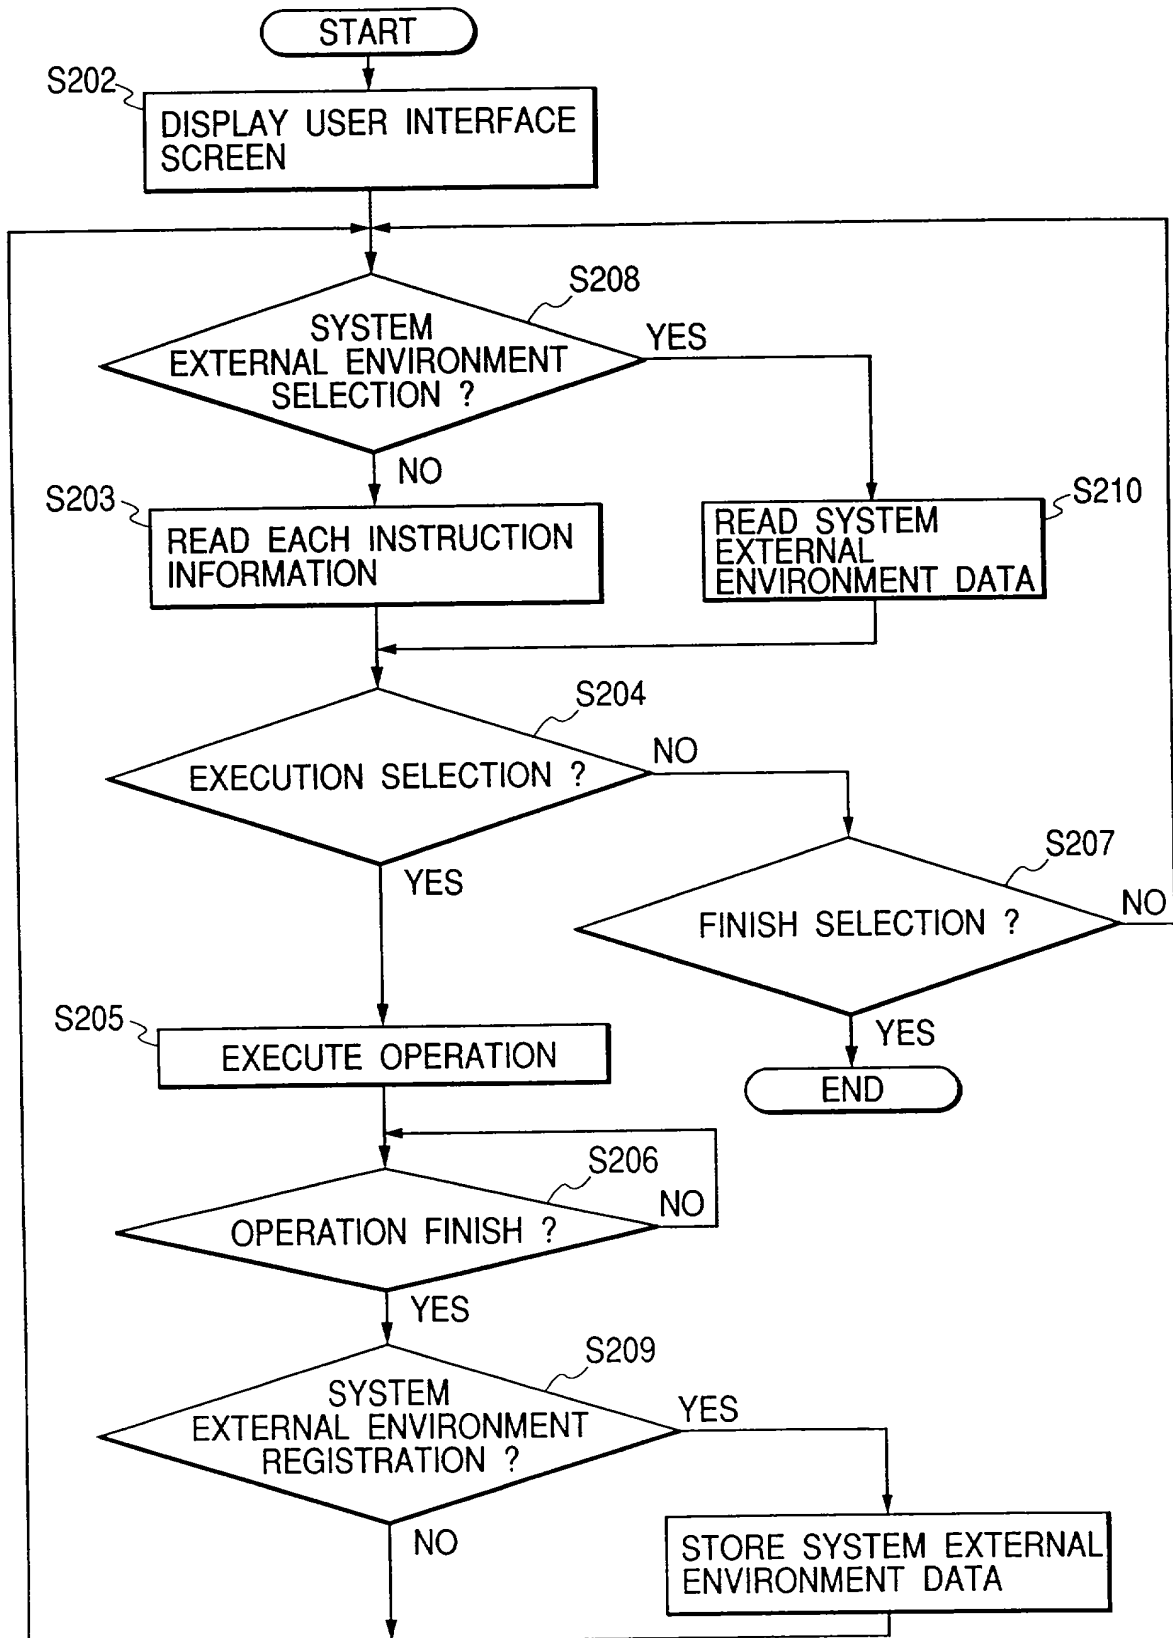 START
S202
DISPLAY USER INTERFACE
SCREEN
S208
SYSTEM
EXTERNAL ENVIRONMENT
SELECTION ?
YES
NO
S203
READ EACH INSTRUCTION
INFORMATION
S210
READ SYSTEM
EXTERNAL
ENVIRONMENT DATA
S204
EXECUTION SELECTION ?
NO
YES
S207
FINISH SELECTION ?
NO
YES
END
S205
EXECUTE OPERATION
S206
OPERATION FINISH ?
NO
YES
S209
SYSTEM
EXTERNAL ENVIRONMENT
REGISTRATION ?
YES
NO
STORE SYSTEM EXTERNAL
ENVIRONMENT DATA